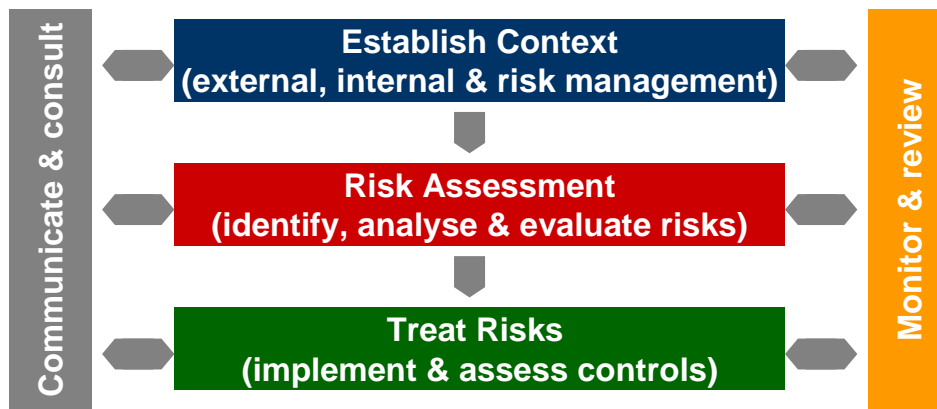 Communicate & consult
Establish Context
(external, internal & risk management)
Risk Assessment
(identify, analyse & evaluate risks)
Treat Risks
(implement & assess controls)
Monitor & review